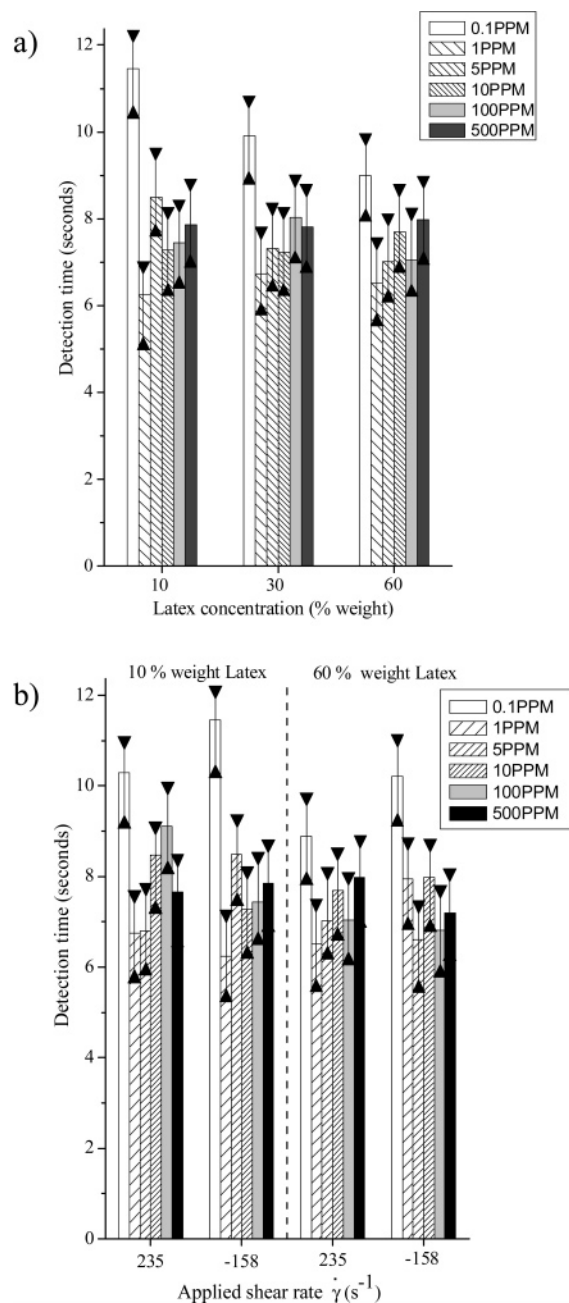 a)
12
10
8
6
4
2
0
Detection time (seconds)
0.1PPM
1PPM
5PPM
10PPM
100PPM
500PPM
10 30 60
Latex concentration (% weight)
b)
10 % weight Latex 60 % weight Latex
12
10
8
6
4
2
0
Detection time (seconds)
0.1PPM
1PPM
5PPM
10PPM
100PPM
500PPM
235 -158 235 -158
Applied shear rate γ̇ (s⁻¹)